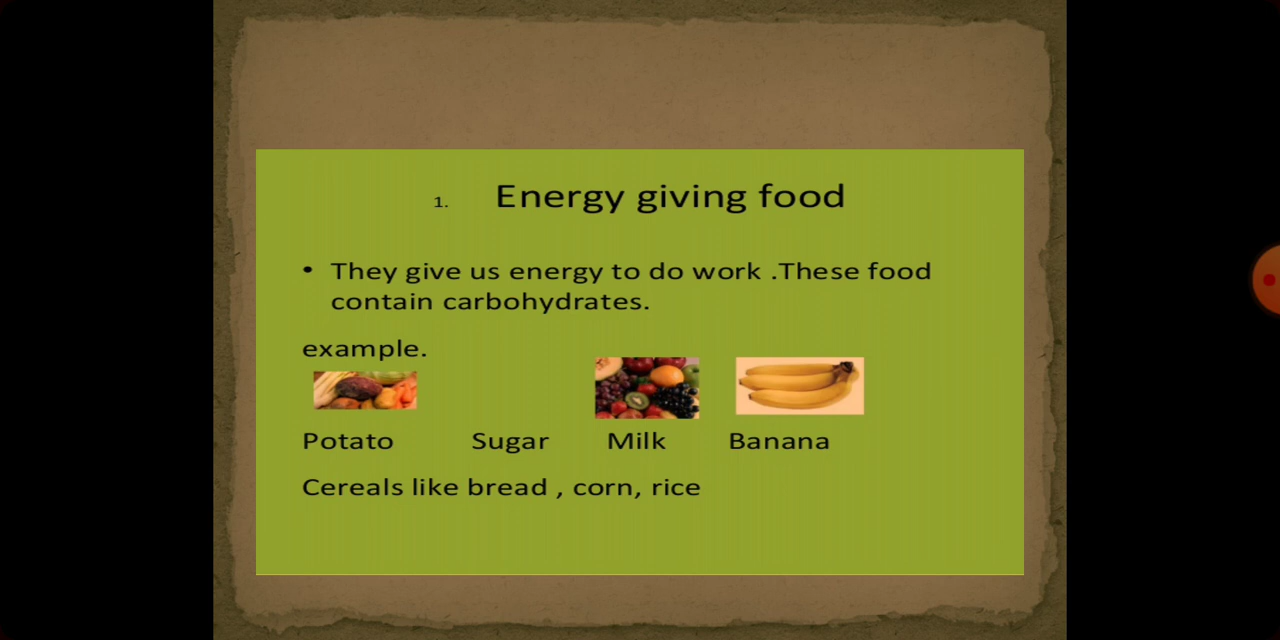 1. Energy giving food
• They give us energy to do work .These food
contain carbohydrates.
example.
Potato Sugar Milk Banana
Cereals like bread , corn, rice